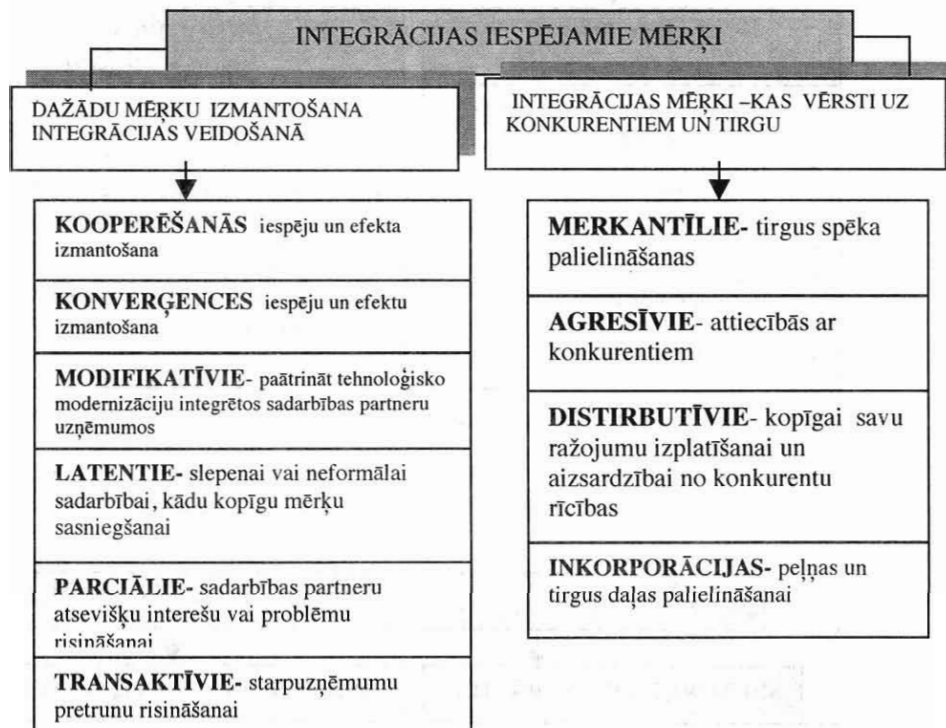 INTEGRĀCIJAS IESPĒJAMIE MĒRĶI
DAŽĀDU MĒRĶU IZMANTOŠANA
INTEGRĀCIJAS VEIDOŠANĀ
KOOPERĒŠANĀS iespēju un efekta
izmantošana
KONVERĢENCES iespēju un efektu
izmantošana
MODIFIKATĪVIE- paātrināt tehnoloģisko
modernizāciju integrētos sadarbības partneru
uzņēmumos
LATENTIE- slepenai vai neformālai
sadarbībai, kādu kopīgu mērķu
sasniegšanai
PARCIĀLIE- sadarbības partneru
atsevišķu interešu vai problēmu
risināšanai
TRANSAKTĪVIE- starpuzņēmumu
pretrunu risināšanai
INTEGRĀCIJAS MĒRĶI –KAS VĒRSTI UZ
KONKURENTIEM UN TIRGU
MERKANTĪLIE- tirgus spēka
palielināšanas
AGRESĪVIE- attiecībās ar
konkurentiem
DISTIRBUTĪVIE- kopīgai savu
ražojumu izplatīšanai un
aizsardzībai no konkurentu
rīcības
INKORPORĀCIJAS- peļņas un
tirgus daļas palielināšanai